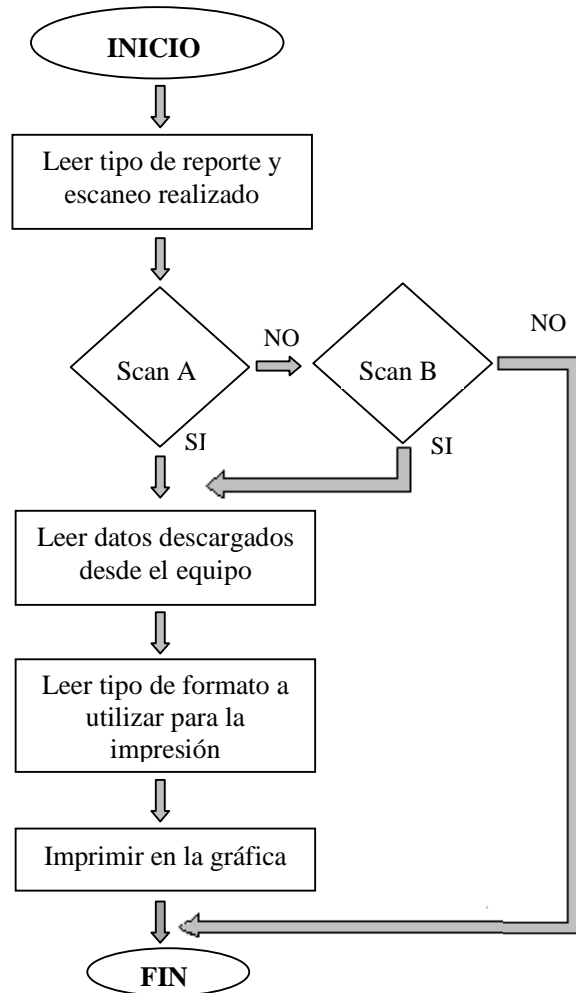 INICIO
Leer tipo de reporte y
escaneo realizado
Scan A
NO
Scan B
NO
SI
SI
Leer datos descargados
desde el equipo
Leer tipo de formato a
utilizar para la
impresión
Imprimir en la gráfica
FIN